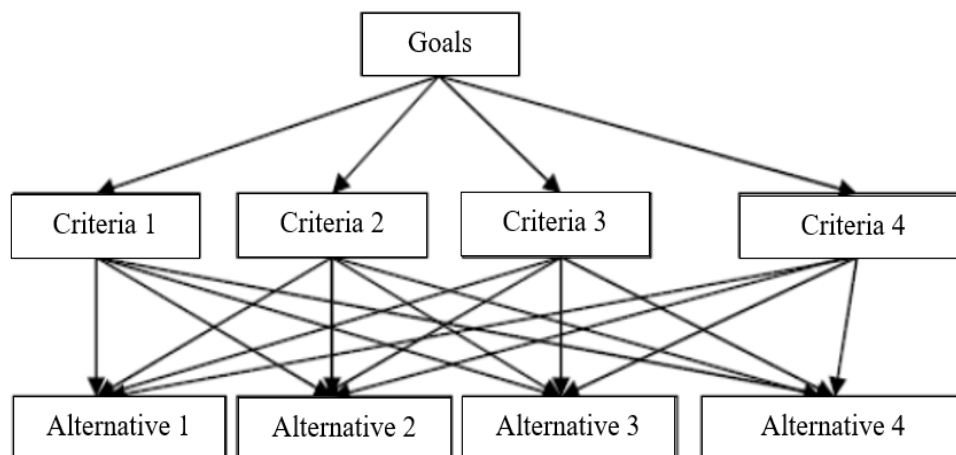 Goals
Criteria 1
Criteria 2
Criteria 3
Criteria 4
Alternative 1
Alternative 2
Alternative 3
Alternative 4